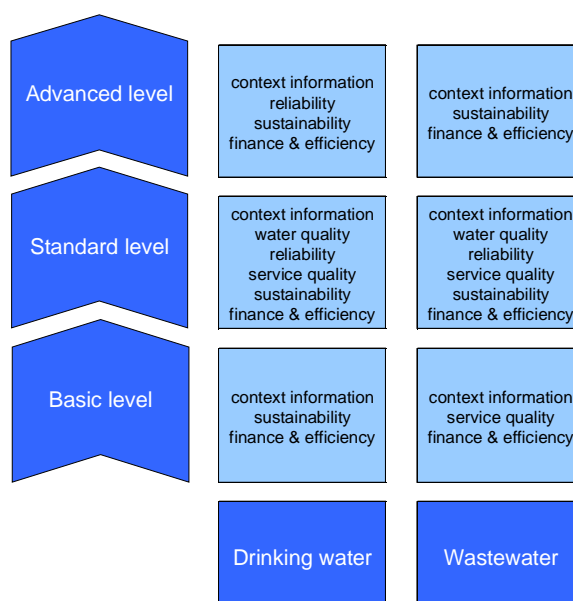 Advanced level
context information
reliability
sustainability
finance & efficiency
context information
sustainability
finance & efficiency
Standard level
context information
water quality
reliability
service quality
sustainability
finance & efficiency
context information
water quality
reliability
service quality
sustainability
finance & efficiency
Basic level
context information
sustainability
finance & efficiency
context information
service quality
finance & efficiency
Drinking water
Wastewater